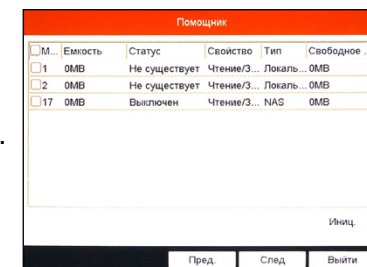 Помощник
М... Емкость Статус Свойство Тип Свободное .
1 0MB Не существует Чтение/З... Локаль... 0MB
2 0MB Не существует Чтение/З... Локаль... 0MB
17 0MB Выключен Чтение/З... NAS 0MB
Иниц.
Пред. След Выйти